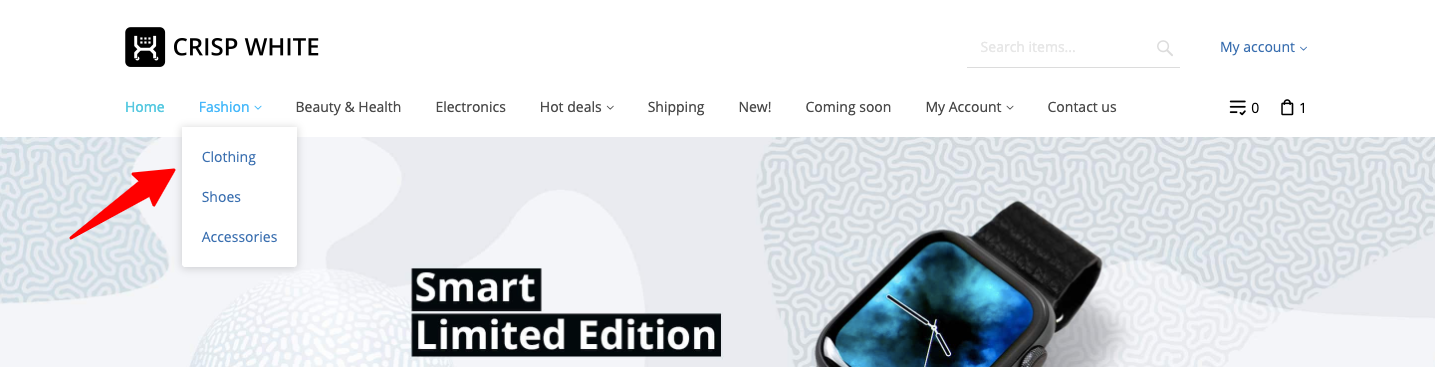 CRISP WHITE
Search items...
My account
Home Fashion Beauty & Health Electronics Hot deals Shipping New! Coming soon My Account Contact us 0 1
Clothing
Shoes
Accessories
Smart
Limited Edition